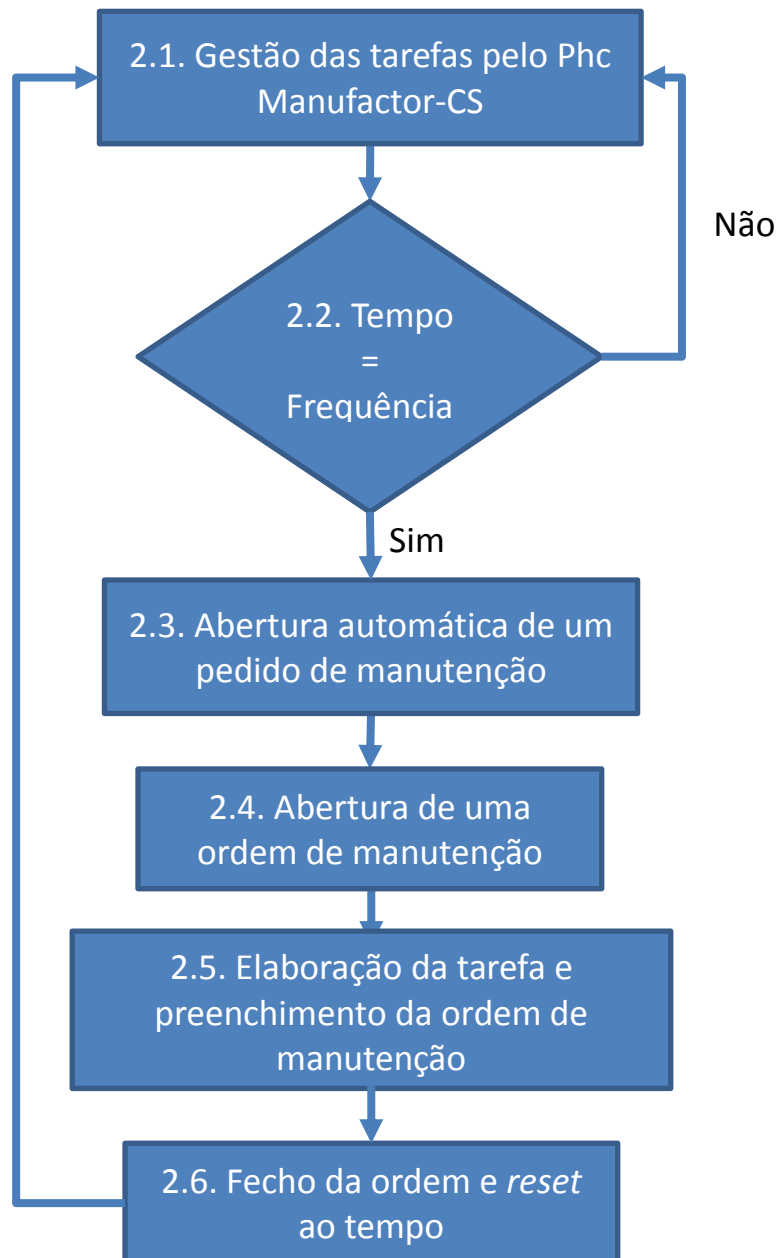 2.1. Gestão das tarefas pelo Phc
Manufactor-CS
Não
2.2. Tempo
=
Frequência
Sim
2.3. Abertura automática de um
pedido de manutenção
2.4. Abertura de uma
ordem de manutenção
2.5. Elaboração da tarefa e
preenchimento da ordem de
manutenção
2.6. Fecho da ordem e reset
ao tempo